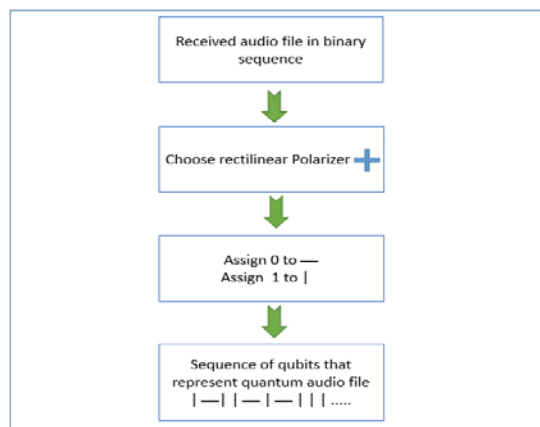 Received audio file in binary
sequence
Choose rectilinear Polarizer
Assign 0 to —
Assign 1 to |
Sequence of qubits that
represent quantum audio file
| —| | — | — | | | .....